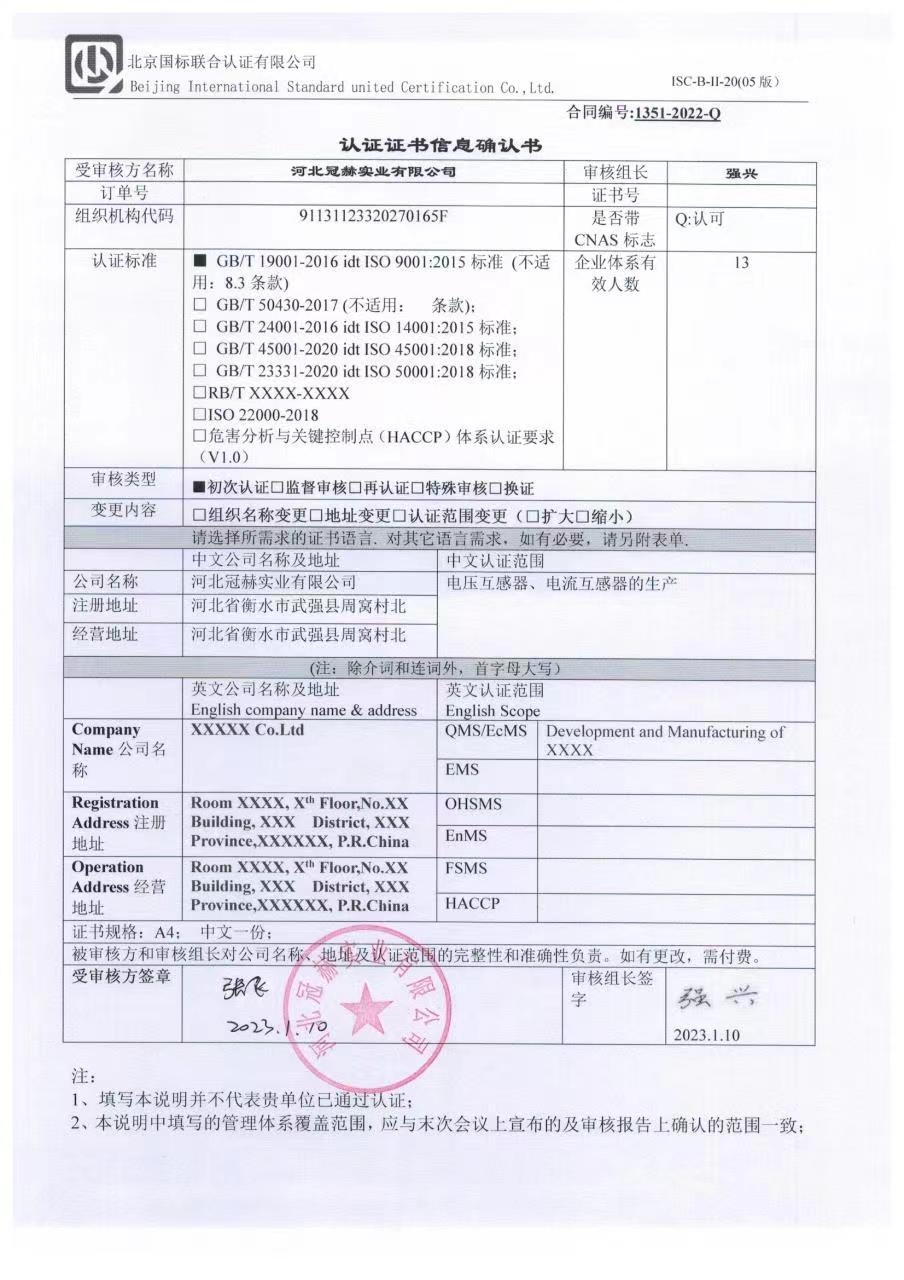 北京国标联合认证有限公司
Beijing International Standard united Certification Co.,Ltd.
ISC-B-II-20(05 版)
合同编号:1351-2022-Q
认证证书信息确认书
受审核方名称 河北冠赫实业有限公司 审核组长 强兴
订单号 证书号
组织机构代码 91131123320270165F 是否带 Q:认可
CNAS 标志
认证标准 ■ GB/T 19001-2016 idt ISO 9001:2015 标准 (不适 企业体系有 13
用：8.3 条款) 效人数
□ GB/T 50430-2017 (不适用： 条款);
□ GB/T 24001-2016 idt ISO 14001:2015 标准；
□ GB/T 45001-2020 idt ISO 45001:2018 标准；
□ GB/T 23331-2020 idt ISO 50001:2018 标准；
□RB/T XXXX-XXXX
□ISO 22000-2018
□危害分析与关键控制点（HACCP）体系认证要求
（V1.0）
审核类型 ■初次认证□监督审核□再认证□特殊审核□换证
变更内容 □组织名称变更□地址变更□认证范围变更（□扩大□缩小）
请选择所需求的证书语言. 对其它语言需求，如有必要，请另附表单.
中文公司名称及地址 中文认证范围
公司名称 河北冠赫实业有限公司 电压互感器、电流互感器的生产
注册地址 河北省衡水市武强县周窝村北
经营地址 河北省衡水市武强县周窝村北
(注：除介词和连词外，首字母大写)
英文公司名称及地址 英文认证范围
English company name & address English Scope
Company XXXXX Co.Ltd QMS/EcMS Development and Manufacturing of
Name 公司名 XXXX
称 EMS
Registration Room XXXX, Xth Floor,No.XX OHSMS
Address 注册 Building, XXX District, XXX
地址 Province,XXXXXX, P.R.China EnMS
Operation Room XXXX, Xth Floor,No.XX FSMS
Address 经营 Building, XXX District, XXX
地址 Province,XXXXXX, P.R.China HACCP
证书规格：A4； 中文一份；
被审核方和审核组长对公司名称、地址及认证范围的完整性和准确性负责。如有更改，需付费。
受审核方签章 张飞 审核组长签 强兴
字
2023.1.10 2023.1.10
河北冠赫实业有限公司
注：
1、填写本说明并不代表贵单位已通过认证；
2、本说明中填写的管理体系覆盖范围，应与末次会议上宣布的及审核报告上确认的范围一致；